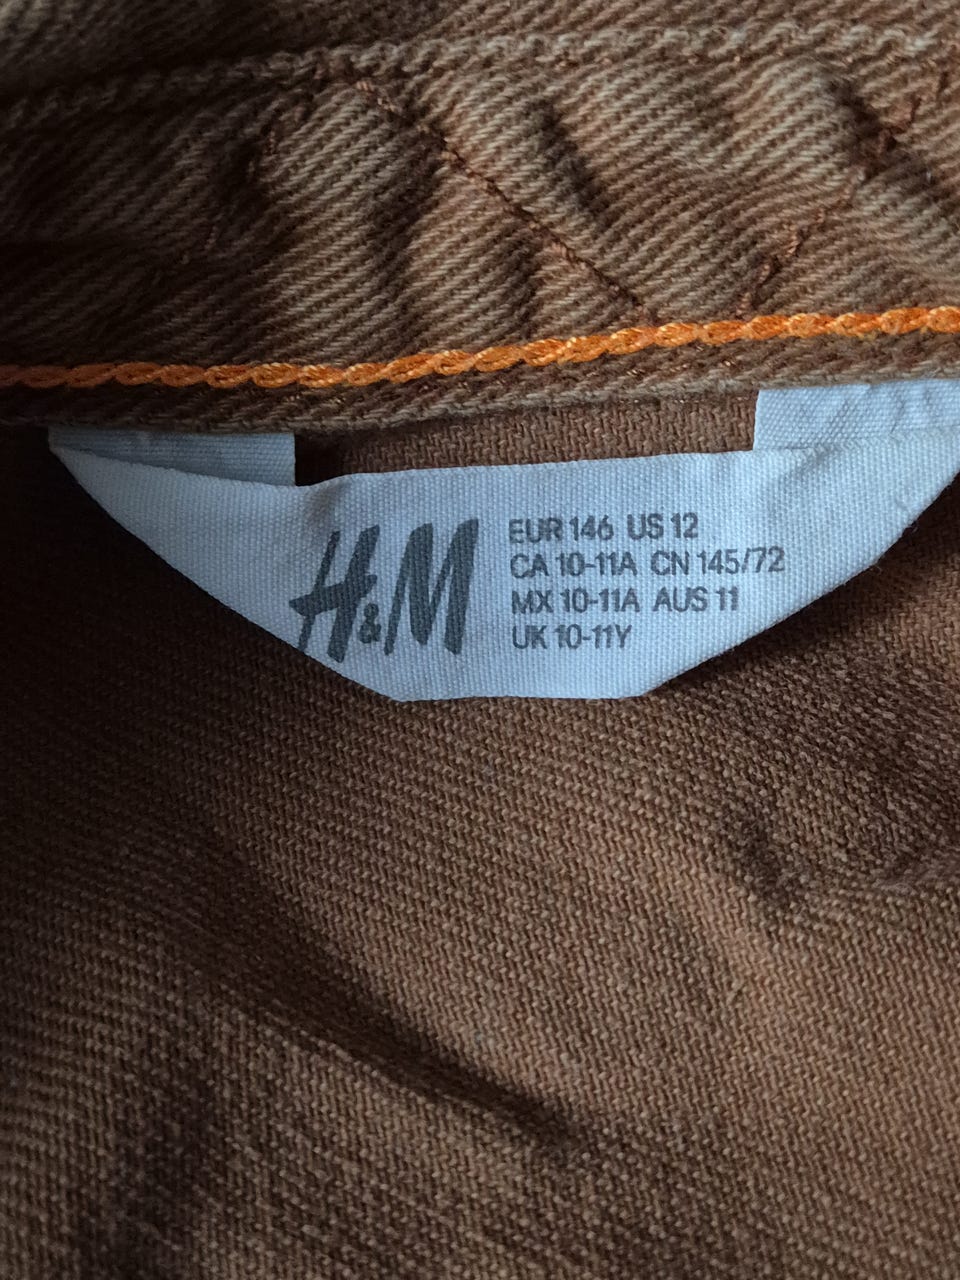 H&M
EUR 146 US 12
CA 10-11A CN 145/72
MX 10-11A AUS 11
UK 10-11Y